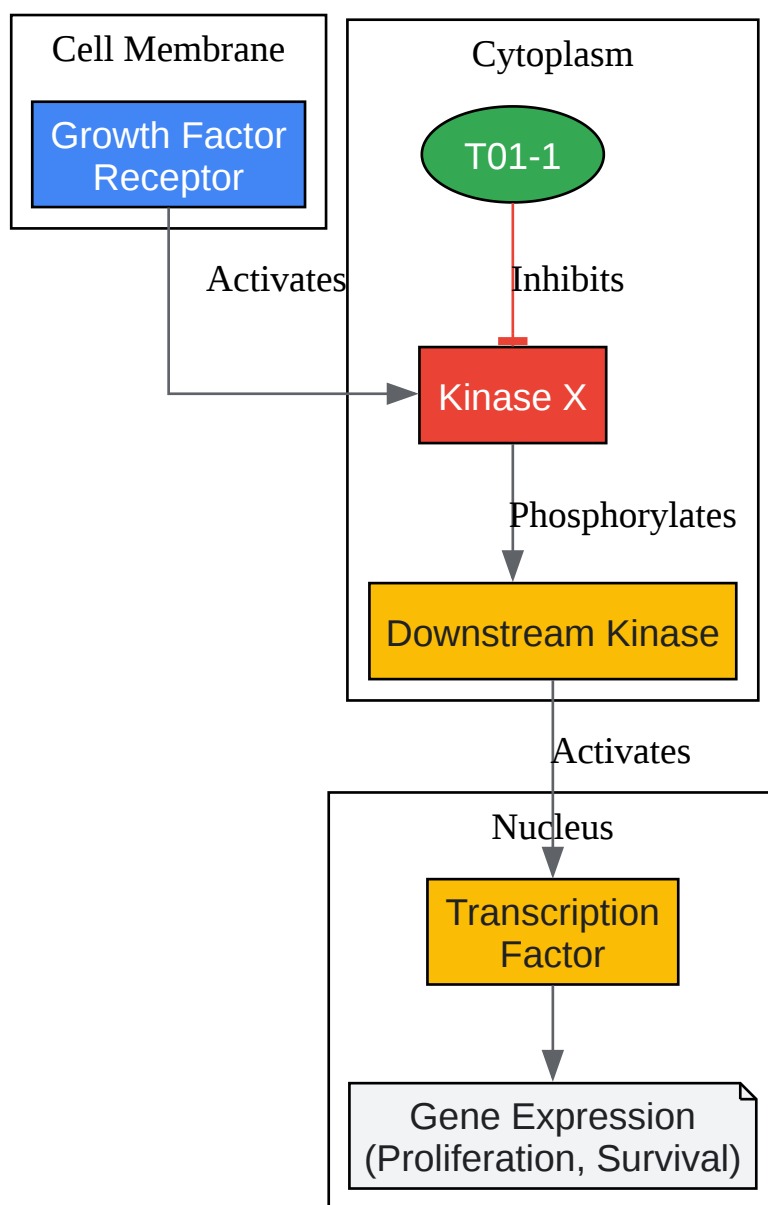 Cell Membrane
Growth Factor
Receptor
Cytoplasm
T01-1
Activates
Inhibits
Kinase X
Phosphorylates
Downstream Kinase
Activates
Nucleus
Transcription
Factor
Gene Expression
(Proliferation, Survival)